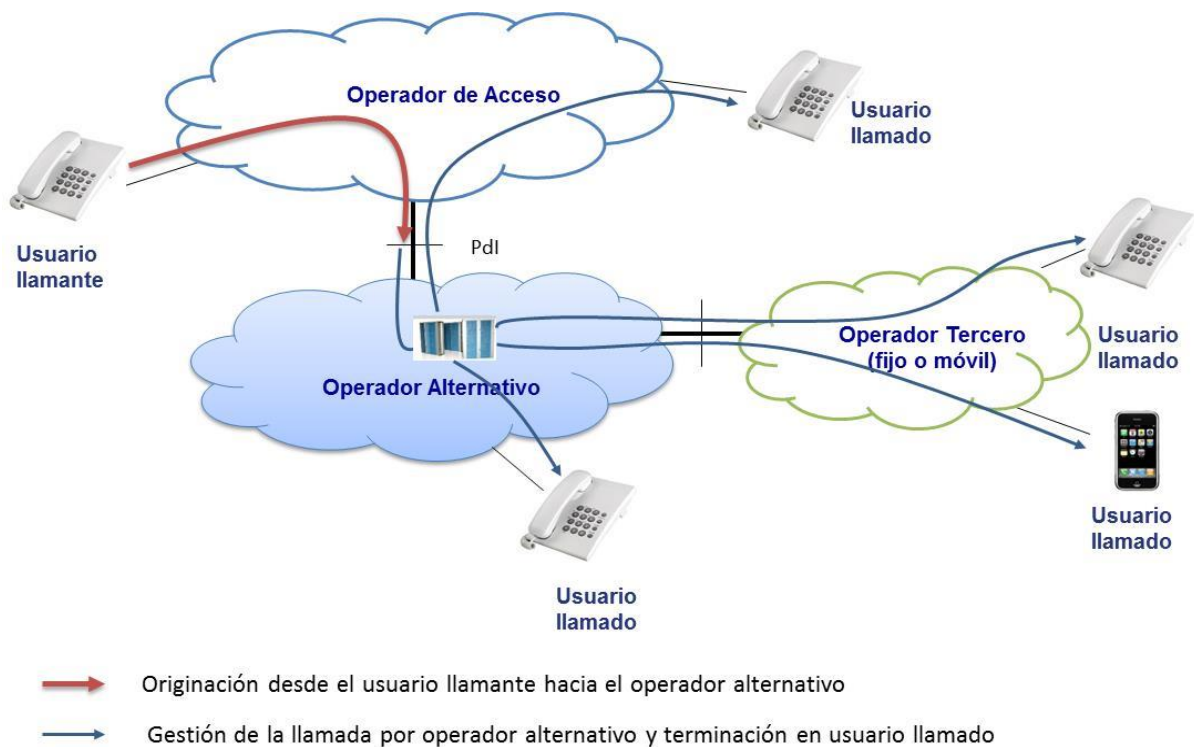 Operador de Acceso
Usuario
llamado
Usuario
llamante
PdI
Usuario
llamado
Operador Tercero
(fijo o móvil)
Operador Alternativo
Usuario
llamado
Usuario
llamado
Originación desde el usuario llamante hacia el operador alternativo
Gestión de la llamada por operador alternativo y terminación en usuario llamado